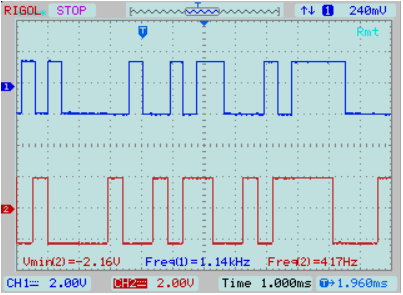 RIGOL STOP T ↑↓ 1 240mV
T Rmt
1
2
Vmin(2)=-2.16V Freq(1)=1.14kHz Freq(2)=417Hz
CH1 2.00V CH2 2.00V Time 1.000ms T→1.960ms